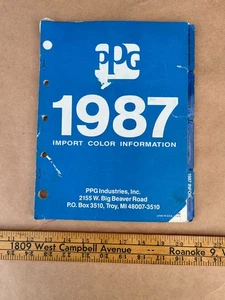 PPG
1987
IMPORT COLOR INFORMATION
PPG Industries, Inc.
2155 W. Big Beaver Road
P.O. Box 3510, Troy, MI 48007-3510
1809 West Campbell Avenue
Roanoke 9, V